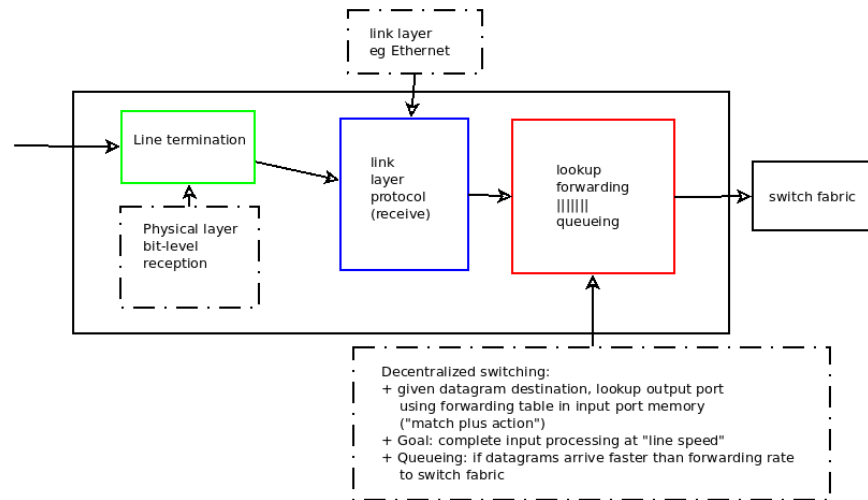 link layer
eg Ethernet
Line termination
link
layer
protocol
(receive)
lookup
forwarding
|||||||
queueing
switch fabric
Physical layer
bit-level
reception
Decentralized switching:
+ given datagram destination, lookup output port
using forwarding table in input port memory
("match plus action")
+ Goal: complete input processing at "line speed"
+ Queueing: if datagrams arrive faster than forwarding rate
to switch fabric